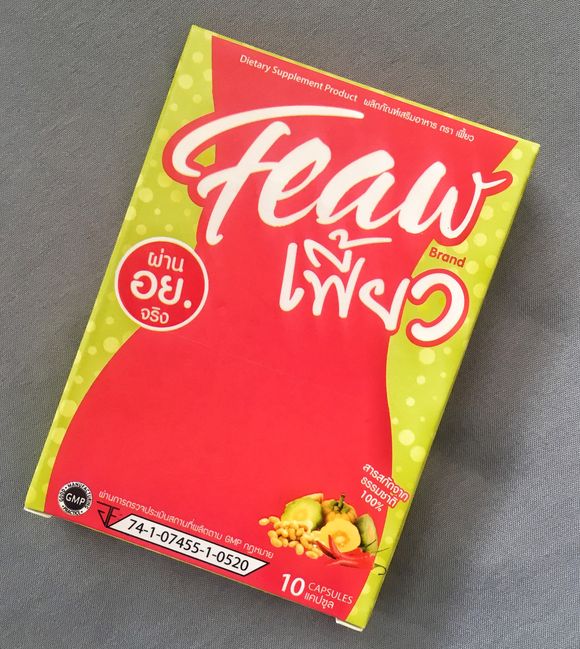 Dietary Supplement Product ผลิตภัณฑ์เสริมอาหาร ตรา เฟี้ยว
Feaw
Brand
เฟี้ยว
ผ่าน
อย.
จริง
สารสกัดจาก
ธรรมชาติ
100%
GOOD MANUFACTURING PRACTICE
GMP
ผ่านการตรวจประเมินสถานที่ผลิตตาม GMP กฎหมาย
74-1-07455-1-0520
10 CAPSULES
แคปซูล